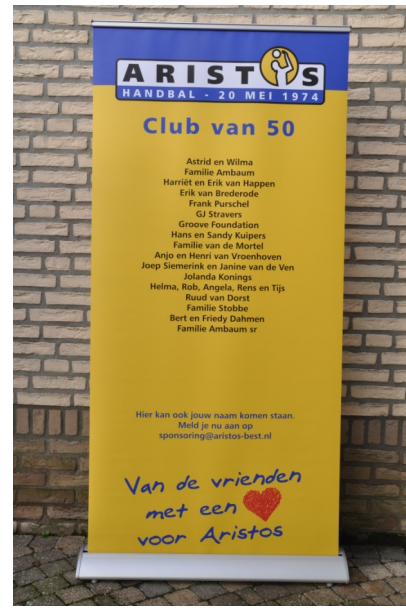 ARISTOS
HANDBAL - 20 MEI 1974
Club van 50
Astrid en Wilma
Familie Ambaum
Harriët en Erik van Happen
Erik van Brederode
Frank Purschel
GJ Stravers
Groove Foundation
Hans en Sandy Kuipers
Familie van de Mortel
Anjo en Henri van Vroenhoven
Joep Siemerink en Janine van de Ven
Jolanda Konings
Helma, Rob, Angela, Rens en Tijs
Ruud van Dorst
Familie Stobbe
Bert en Friedy Dahmen
Familie Ambaum sr
Hier kan ook jouw naam komen staan.
Meld je nu aan op
sponsoring@aristos-best.nl
Van de vrienden
met een
voor Aristos